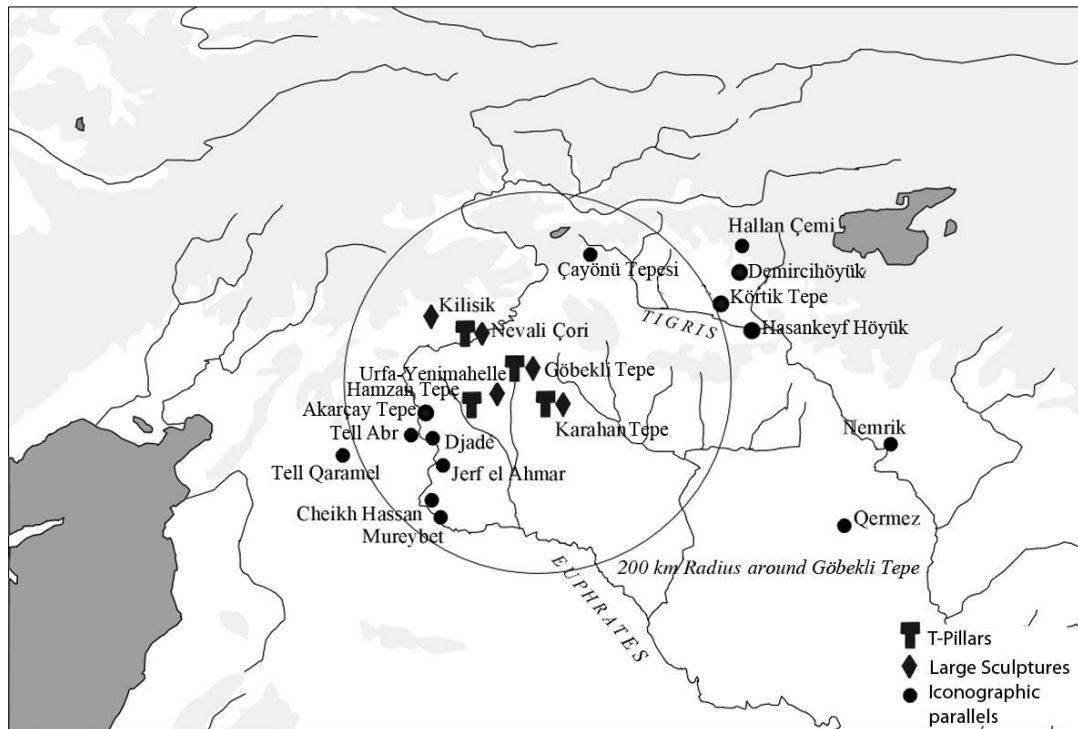 Hallan Çemi
Demircihöyük
Çayönü Tepesi
Körtik Tepe
TIGRIS
Hasankeyf Höyük
Kilisik
Nevali Çori
Urfa-Yenimahelle
Göbekli Tepe
Hamzan Tepe
Akarçay Tepe
Karahan Tepe
Tell Abr
Djade
Nemrik
Tell Qaramel
Jerf el Ahmar
Cheikh Hassan
Mureybet
Qermez
EUPHRATES
200 km Radius around Göbekli Tepe
T-Pillars
Large Sculptures
Iconographic
parallels